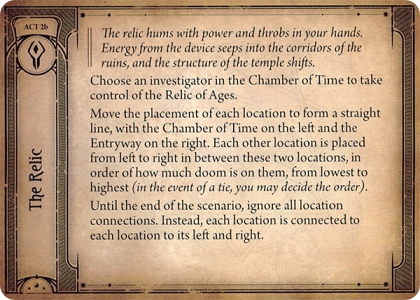 ACT 2b
The Relic
The relic hums with power and throbs in your hands.
Energy from the device seeps into the corridors of the
ruins, and the structure of the temple shifts.
Choose an investigator in the Chamber of Time to take
control of the Relic of Ages.
Move the placement of each location to form a straight
line, with the Chamber of Time on the left and the
Entryway on the right. Each other location is placed
from left to right in between these two locations, in
order of how much doom is on them, from lowest to
highest (in the event of a tie, you may decide the order).
Until the end of the scenario, ignore all location
connections. Instead, each location is connected to
each location to its left and right.